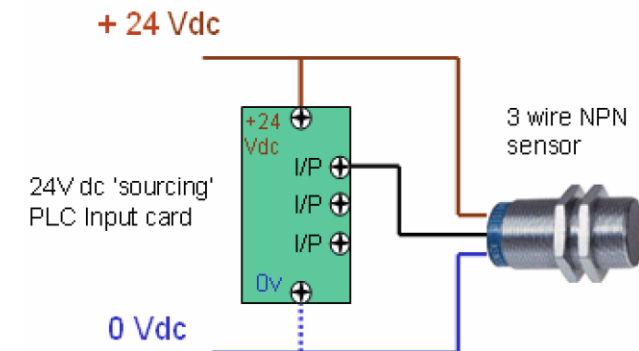 + 24 Vdc
+24
Vdc
I/P
I/P
I/P
0v
24V dc 'sourcing'
PLC Input card
3 wire NPN
sensor
0 Vdc